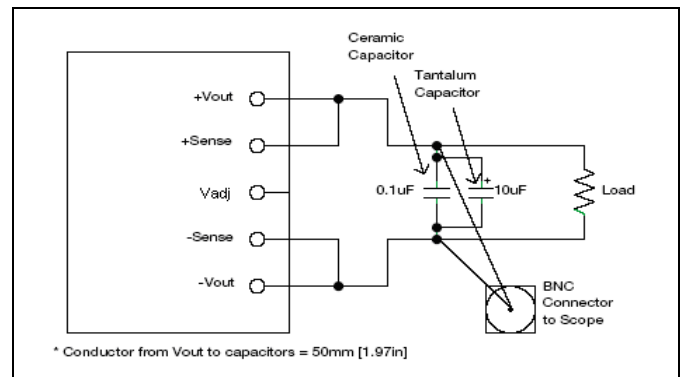 Ceramic
Capacitor
Tantalum
Capacitor
+Vout
+Sense
Vadj
-Sense
-Vout
0.1uF
+
10uF
Load
BNC
Connector
to Scope
* Conductor from Vout to capacitors = 50mm [1.97in]